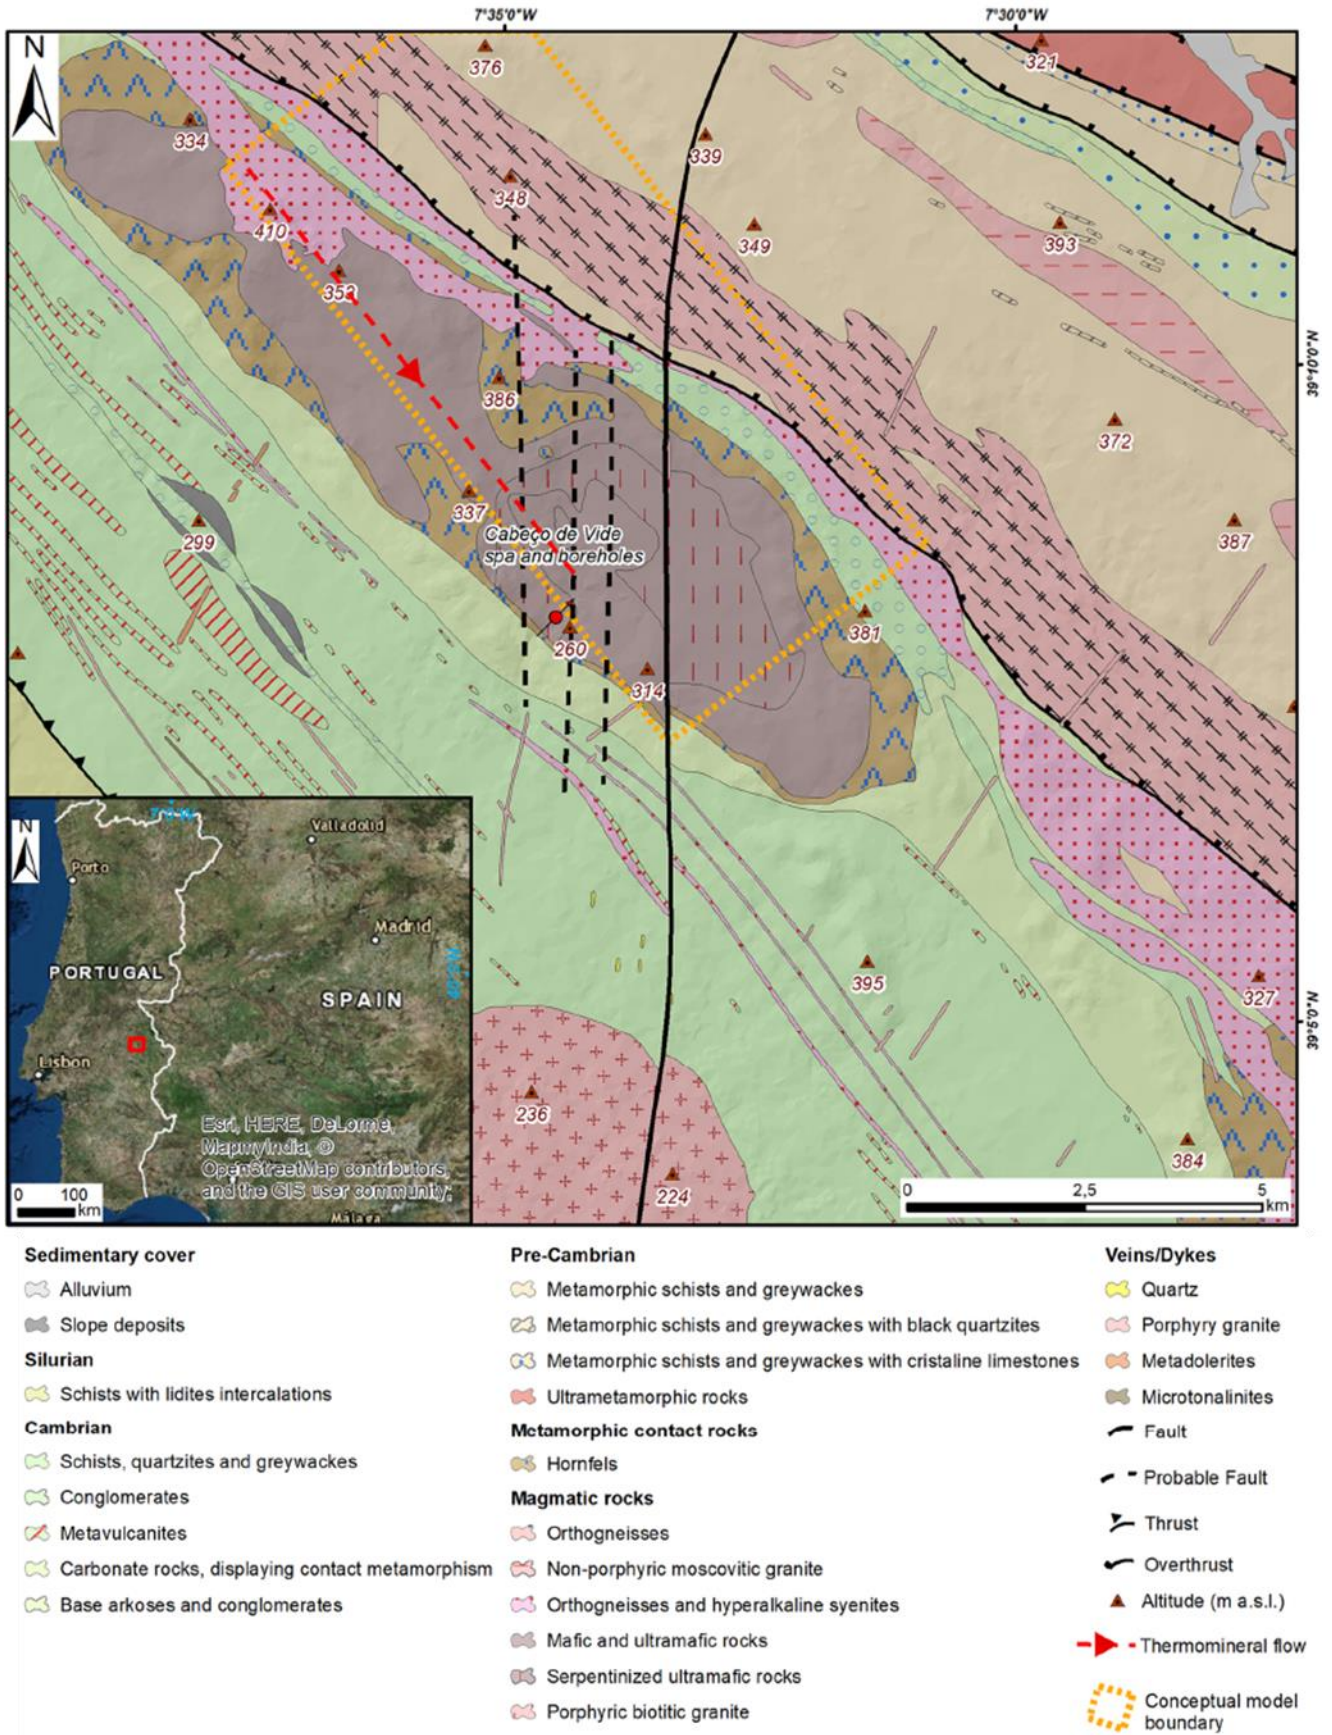 7°35'0"W
7°30'0"W
N
376
321
334
339
348
349
393
410
353
39°10'0"N
386
372
337
387
Cabeço de Vide
spa and boreholes
299
260
381
314
395
327
39°5'0"N
236
384
224
N
Valladolid
Porto
Madrid
PORTUGAL
SPAIN
Lisbon
Esri, HERE, DeLorme,
MapmyIndia, ©
OpenStreetMap contributors,
and the GIS user community;
Málaga
0 100
km
0 2,5 5
km
Sedimentary cover
Alluvium
Slope deposits
Silurian
Schists with lidites intercalations
Cambrian
Schists, quartzites and greywackes
Conglomerates
Metavulcanites
Carbonate rocks, displaying contact metamorphism
Base arkoses and conglomerates
Pre-Cambrian
Metamorphic schists and greywackes
Metamorphic schists and greywackes with black quartzites
Metamorphic schists and greywackes with cristaline limestones
Ultrametamorphic rocks
Metamorphic contact rocks
Hornfels
Magmatic rocks
Orthogneisses
Non-porphyric moscovitic granite
Orthogneisses and hyperalkaline syenites
Mafic and ultramafic rocks
Serpentinized ultramafic rocks
Porphyric biotitic granite
Veins/Dykes
Quartz
Porphyry granite
Metadolerites
Microtonalinites
Fault
Probable Fault
Thrust
Overthrust
Altitude (m a.s.l.)
Thermomineral flow
Conceptual model
boundary